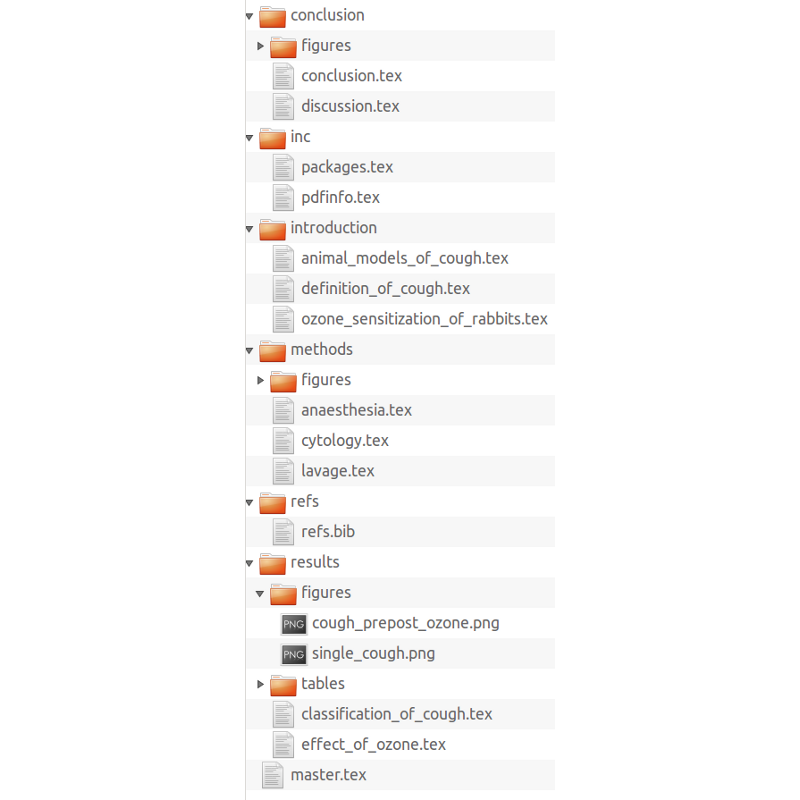 conclusion
figures
conclusion.tex
discussion.tex
inc
packages.tex
pdfinfo.tex
introduction
animal_models_of_cough.tex
definition_of_cough.tex
ozone_sensitization_of_rabbits.tex
methods
figures
anaesthesia.tex
cytology.tex
lavage.tex
refs
refs.bib
results
figures
PNG cough_prepost_ozone.png
PNG single_cough.png
tables
classification_of_cough.tex
effect_of_ozone.tex
master.tex